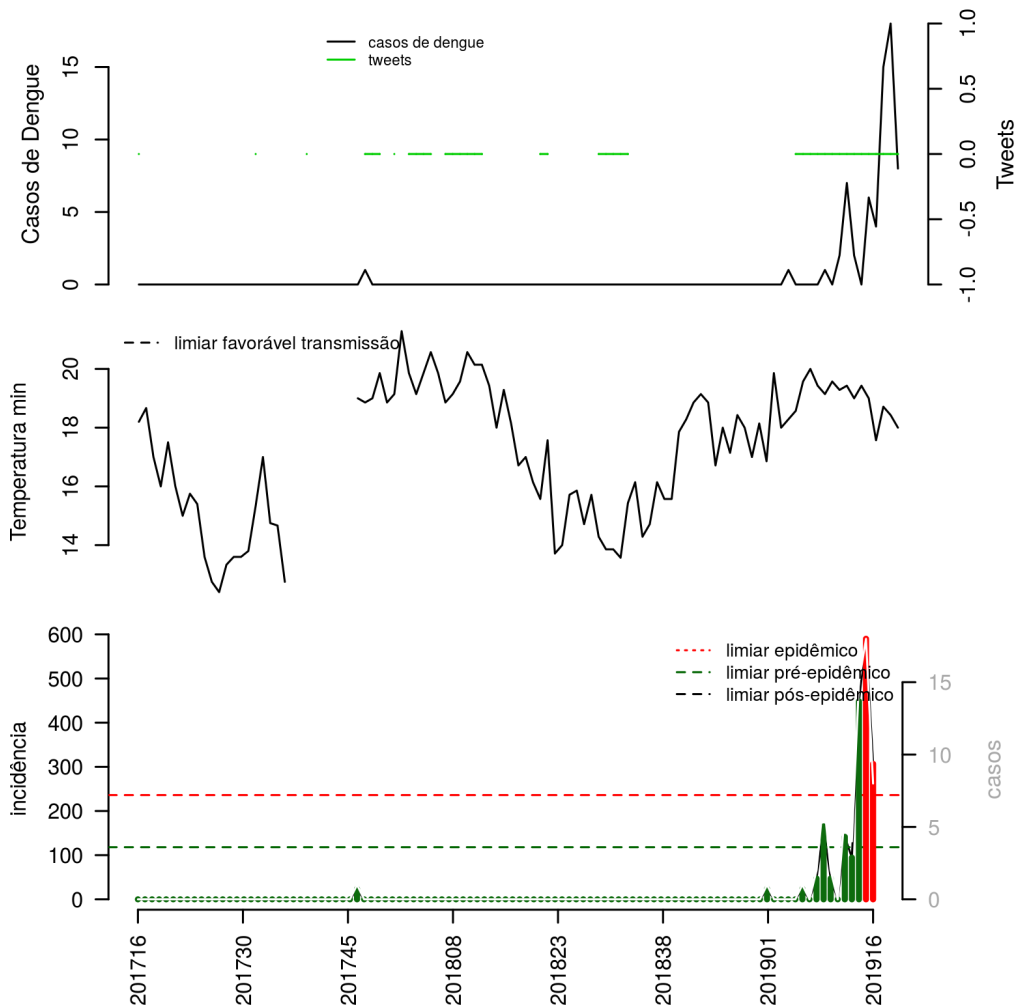 casos de dengue
tweets
Casos de Dengue
0
5
10
15
Tweets
-1.0
-0.5
0.0
0.5
1.0
limiar favorável transmissão
Temperatura min
14
16
18
20
limiar epidêmico
limiar pré-epidêmico
limiar pós-epidêmico
incidência
0
100
200
300
400
500
600
casos
0
5
10
15
201716
201730
201745
201808
201823
201838
201901
201916